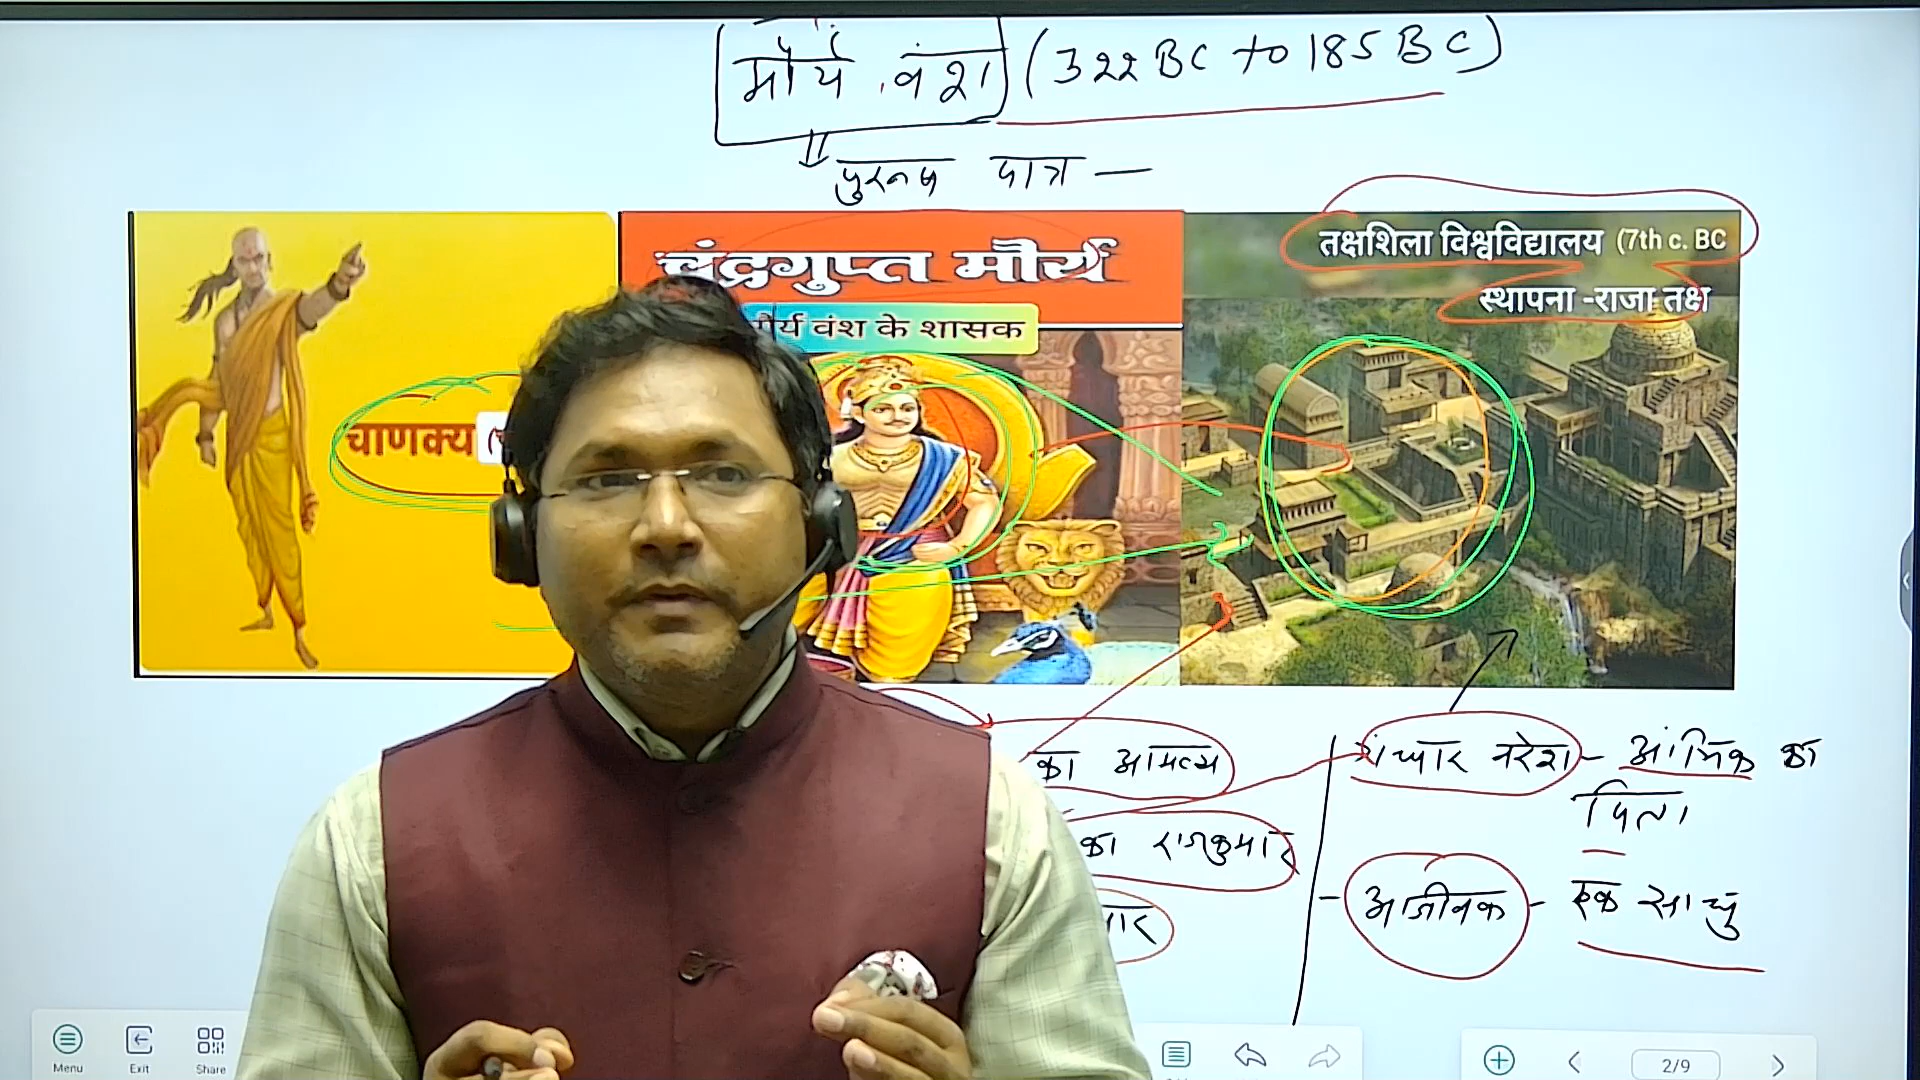 मौर्य वंश (322 BC to 185 BC)
पुरुष पात्र —
तक्षशिला विश्वविद्यालय (7th c. BC
स्थापना -राजा तक्ष
चंद्रगुप्त मौर्य
मौर्य वंश के शासक
चाणक्य (
का आमत्य
का राजकुमार
नरेश - आंभिक का
पिता
- आजीवक - एक साधु
Menu
Exit
Share
2/9